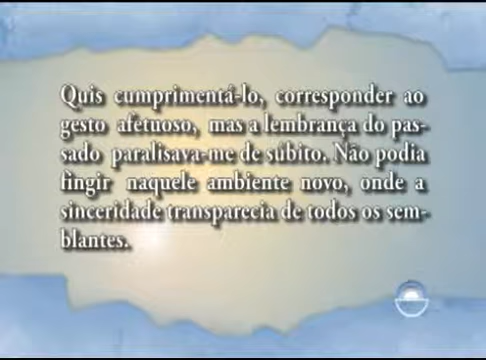 Quis cumprimentá-lo, corresponder ao
gesto afetuoso, mas a lembrança do pas-
sado paralisava-me de súbito. Não podia
fingir naquele ambiente novo, onde a
sinceridade transparecia de todos os sem-
blantes.